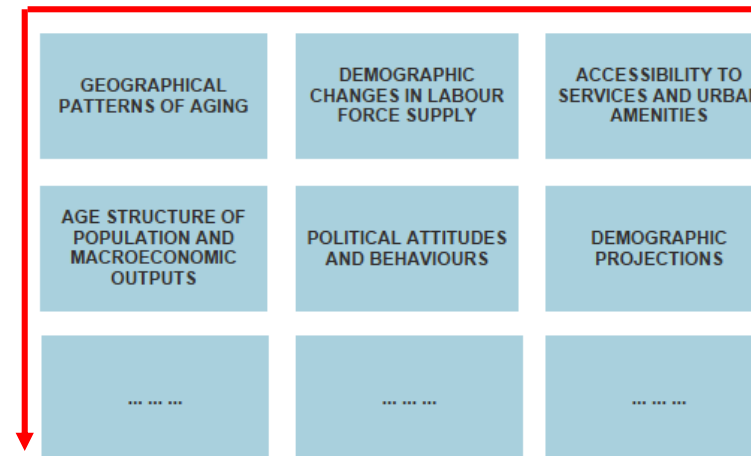 GEOGRAPHICAL
PATTERNS OF AGING
DEMOGRAPHIC
CHANGES IN LABOUR
FORCE SUPPLY
ACCESSIBILITY TO
SERVICES AND URBAN
AMENITIES
AGE STRUCTURE OF
POPULATION AND
MACROECONOMIC
OUTPUTS
POLITICAL ATTITUDES
AND BEHAVIOURS
DEMOGRAPHIC
PROJECTIONS
... ... ...
... ... ...
... ... ...